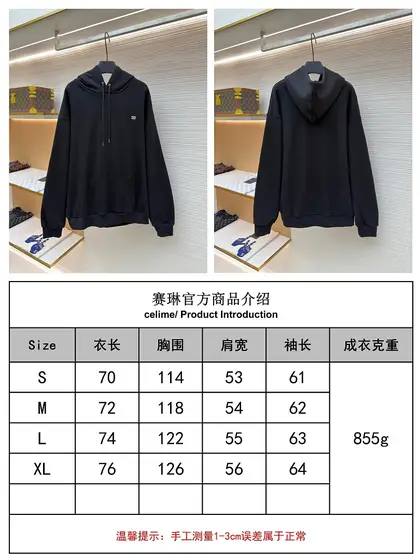 赛琳官方商品介绍
celime/ Product Introduction
Size 衣长 胸围 肩宽 袖长 成衣克重
S 70 114 53 61
M 72 118 54 62
L 74 122 55 63
XL 76 126 56 64
855g
温馨提示：手工测量1-3cm误差属于正常